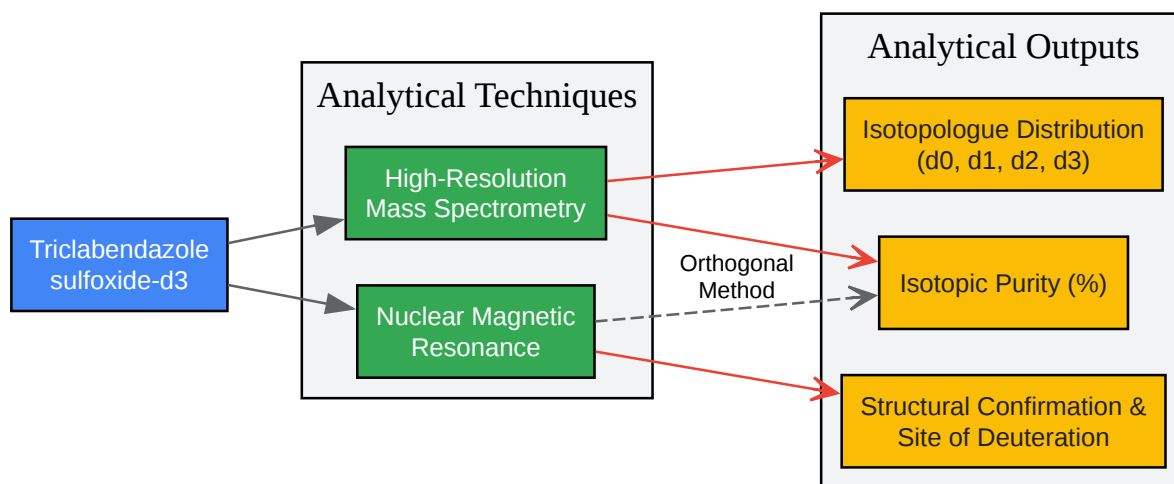 Triclabendazole
sulfoxide-d3
Analytical Techniques
High-Resolution
Mass Spectrometry
Nuclear Magnetic
Resonance
Orthogonal
Method
Analytical Outputs
Isotopologue Distribution
(d0, d1, d2, d3)
Isotopic Purity (%)
Structural Confirmation &
Site of Deuteration